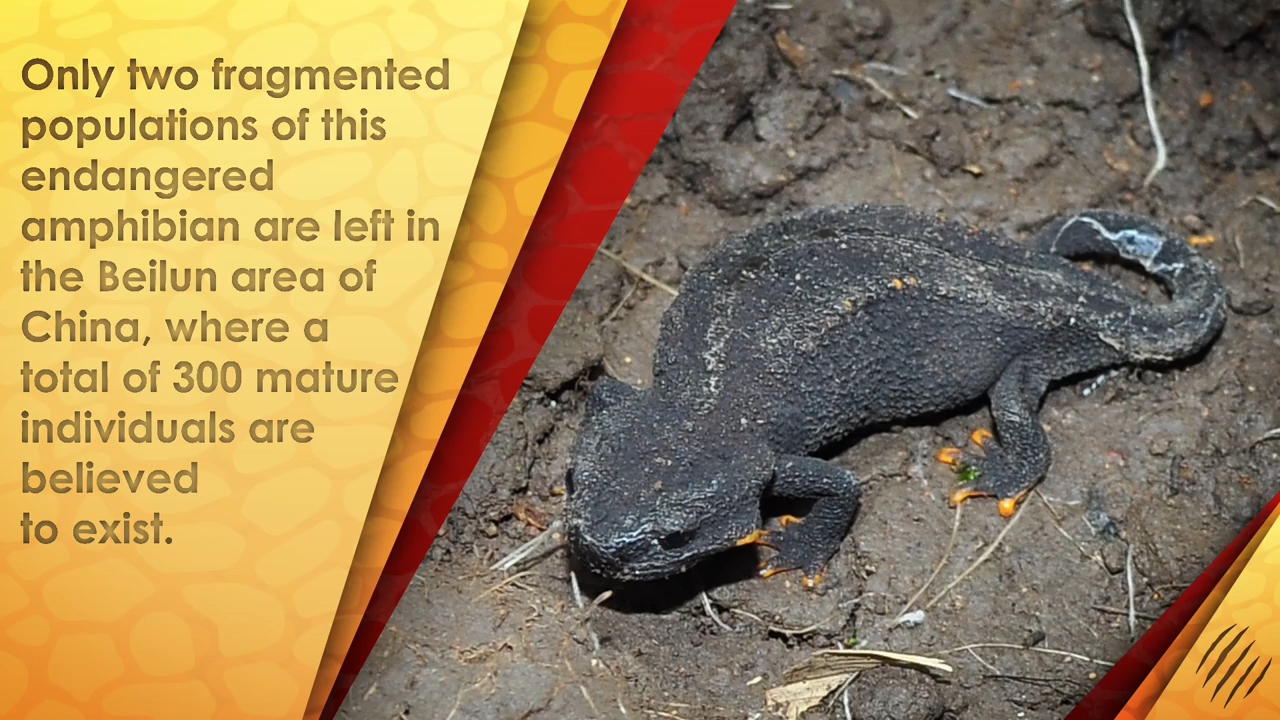 Only two fragmented
populations of this
endangered
amphibian are left in
the Beilun area of
China, where a
total of 300 mature
individuals are
believed
to exist.